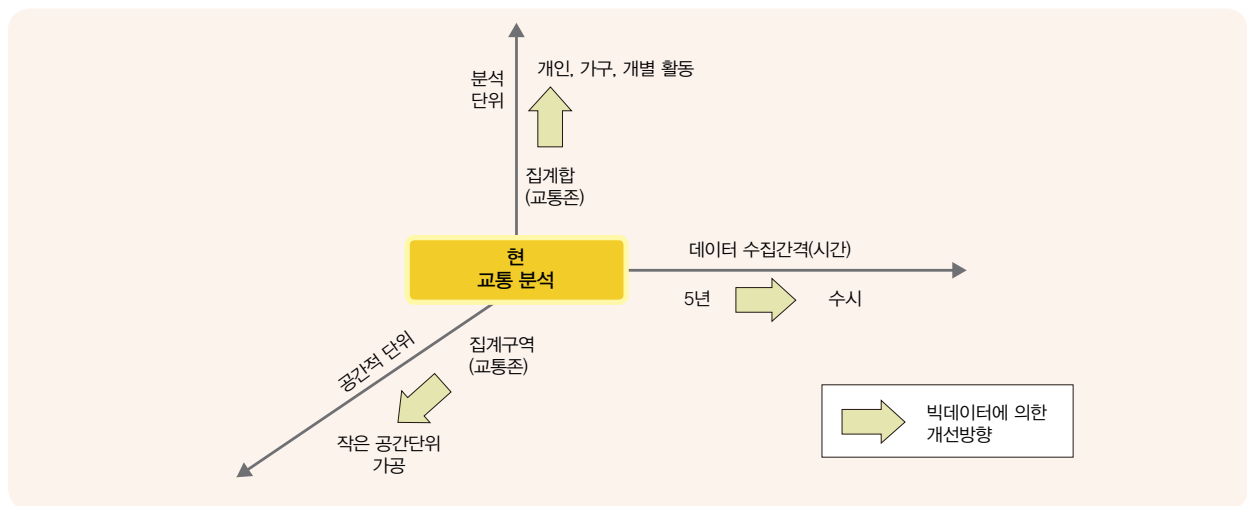 분석
단위
개인, 가구, 개별 활동
집계합
(교통존)
현
교통 분석
데이터 수집간격(시간)
5년
수시
공간적 단위
집계구역
(교통존)
작은 공간단위
가공
빅데이터에 의한
개선방향